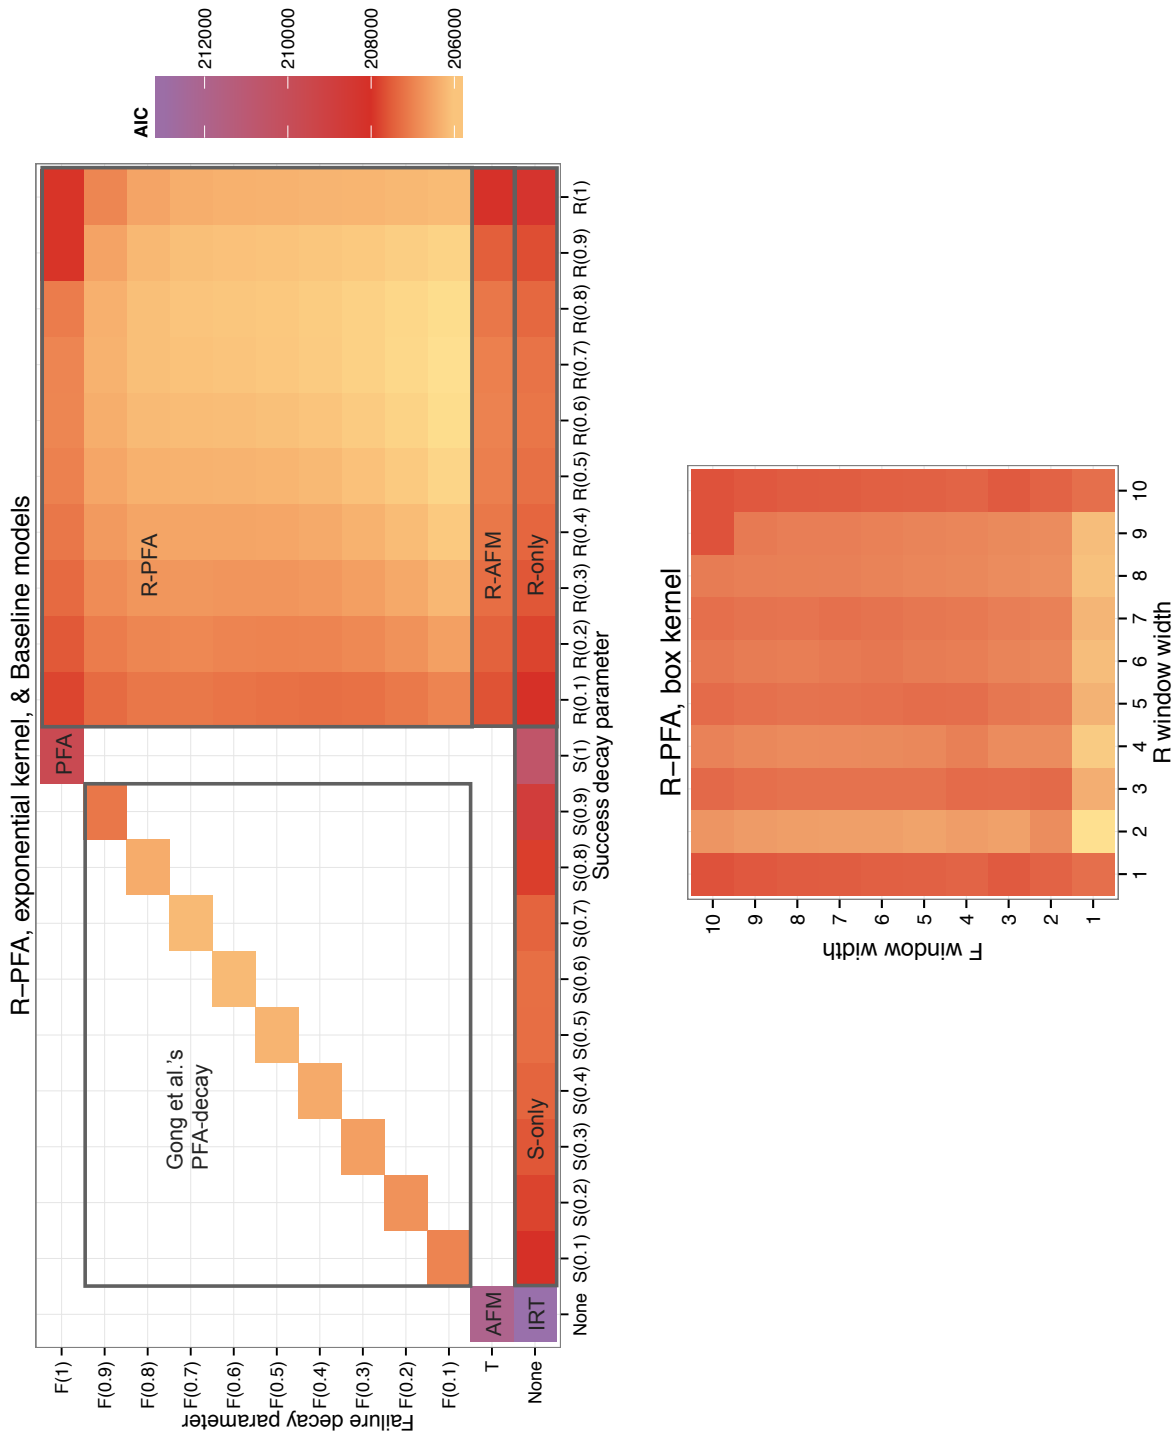 R−PFA, exponential kernel, & Baseline models
AIC
212000
210000
208000
206000
Failure decay parameter
F(1)
F(0.9)
F(0.8)
F(0.7)
F(0.6)
F(0.5)
F(0.4)
F(0.3)
F(0.2)
F(0.1)
T
None
PFA
Gong et al.'s
PFA-decay
R-PFA
AFM
R-AFM
IRT
S-only
R-only
None S(0.1) S(0.2) S(0.3) S(0.4) S(0.5) S(0.6) S(0.7) S(0.8) S(0.9) S(1) R(0.1) R(0.2) R(0.3) R(0.4) R(0.5) R(0.6) R(0.7) R(0.8) R(0.9) R(1)
Success decay parameter
R−PFA, box kernel
F window width
10
9
8
7
6
5
4
3
2
1
1 2 3 4 5 6 7 8 9 10
R window width